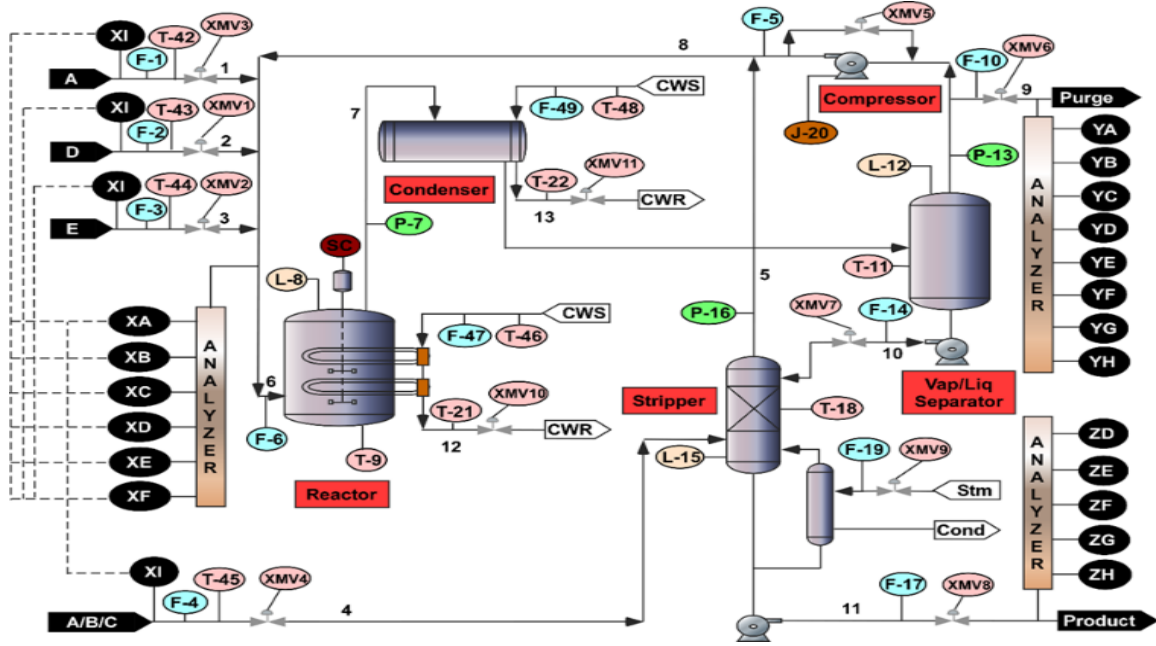 XI
T-42
XMV3
F-1
A
1
XI
T-43
XMV1
F-2
D
2
XI
T-44
XMV2
F-3
E
3
8
F-5
XMV5
Compressor
J-20
F-10
XMV6
9
Purge
7
CWS
F-49
T-48
Condenser
T-22
XMV11
13
CWR
P-7
L-12
P-13
T-11
ANALYZER
YA
YB
YC
YD
YE
YF
YG
YH
SC
L-8
CWS
F-47
T-46
6
F-6
T-21
XMV10
12
CWR
T-9
Reactor
XA
XB
XC
XD
XE
XF
ANALYZER
5
P-16
XMV7
F-14
10
Vap/Liq
Separator
Stripper
T-18
L-15
F-19
XMV9
Stm
Cond
ANALYZER
ZD
ZE
ZF
ZG
ZH
XI
T-45
XMV4
F-4
A/B/C
4
F-17
XMV8
11
Product